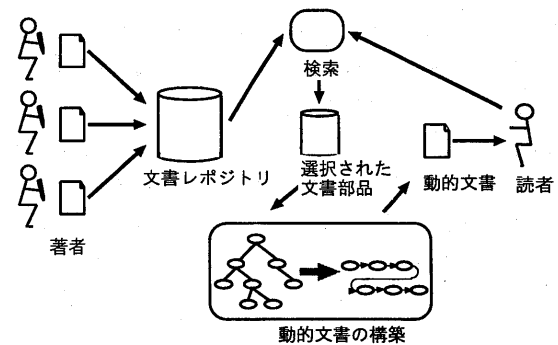 検索
文書レポジトリ
選択された
文書部品
動的文書
読者
著者
動的文書の構築